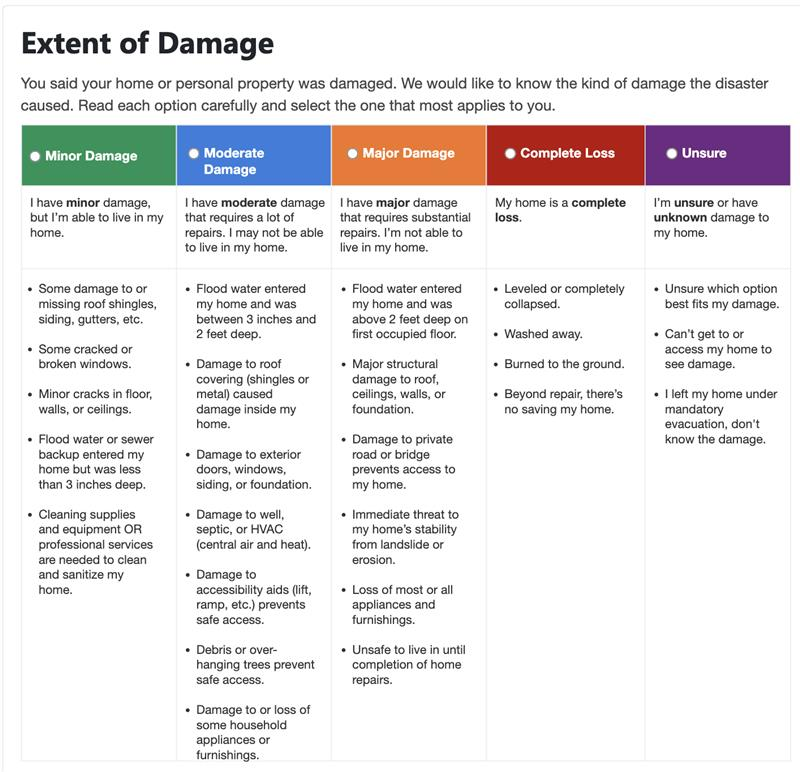 Extent of Damage
You said your home or personal property was damaged. We would like to know the kind of damage the disaster
caused. Read each option carefully and select the one that most applies to you.
Minor Damage
Moderate
Damage
Major Damage
Complete Loss
Unsure
I have minor damage,
but I'm able to live in my
home.
I have moderate damage
that requires a lot of
repairs. I may not be able
to live in my home.
I have major damage
that requires substantial
repairs. I'm not able to
live in my home.
My home is a complete
loss.
I'm unsure or have
unknown damage to
my home.
• Some damage to or
missing roof shingles,
siding, gutters, etc.
• Some cracked or
broken windows.
• Minor cracks in floor,
walls, or ceilings.
• Flood water or sewer
backup entered my
home but was less
than 3 inches deep.
• Cleaning supplies
and equipment OR
professional services
are needed to clean
and sanitize my
home.
• Flood water entered
my home and was
between 3 inches and
2 feet deep.
• Damage to roof
covering (shingles or
metal) caused
damage inside my
home.
• Damage to exterior
doors, windows,
siding, or foundation.
• Damage to well,
septic, or HVAC
(central air and heat).
• Damage to
accessibility aids (lift,
ramp, etc.) prevents
safe access.
• Debris or over-
hanging trees prevent
safe access.
• Damage to or loss of
some household
appliances or
furnishings.
• Flood water entered
my home and was
above 2 feet deep on
first occupied floor.
• Major structural
damage to roof,
ceilings, walls, or
foundation.
• Damage to private
road or bridge
prevents access to
my home.
• Immediate threat to
my home's stability
from landslide or
erosion.
• Loss of most or all
appliances and
furnishings.
• Unsafe to live in until
completion of home
repairs.
• Leveled or completely
collapsed.
• Washed away.
• Burned to the ground.
• Beyond repair, there's
no saving my home.
• Unsure which option
best fits my damage.
• Can't get to or
access my home to
see damage.
• I left my home under
mandatory
evacuation, don't
know the damage.